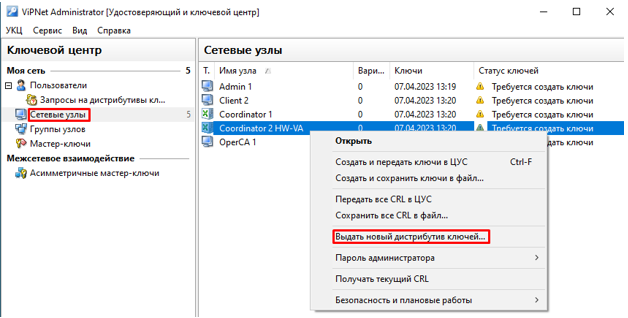 ViPNet Administrator [Удостоверяющий и ключевой центр]
УКЦ Сервис Вид Справка
Ключевой центр
Моя сеть 5
Пользователи
Запросы на дистрибутивы кл...
Сетевые узлы 5
Группы узлов
Мастер-ключи
Межсетевое взаимодействие
Асимметричные мастер-ключи
Сетевые узлы
Т. Имя узла Вари... Ключи Статус ключей
Admin 1 0 07.04.2023 13:19 Требуется создать ключи
Client 2 0 07.04.2023 13:20 Требуется создать ключи
Coordinator 1 0 07.04.2023 13:20 Требуется создать ключи
Coordinator 2 HW-VA 0 07.04.2023 13:20 Требуется создать ключи
OperCA 1 Требуется создать ключи
Открыть
Создать и передать ключи в ЦУС Ctrl-F
Создать и сохранить ключи в файл...
Передать все CRL в ЦУС
Сохранить все CRL в файл...
Выдать новый дистрибутив ключей...
Пароль администратора
Получать текущий CRL
Безопасность и плановые работы